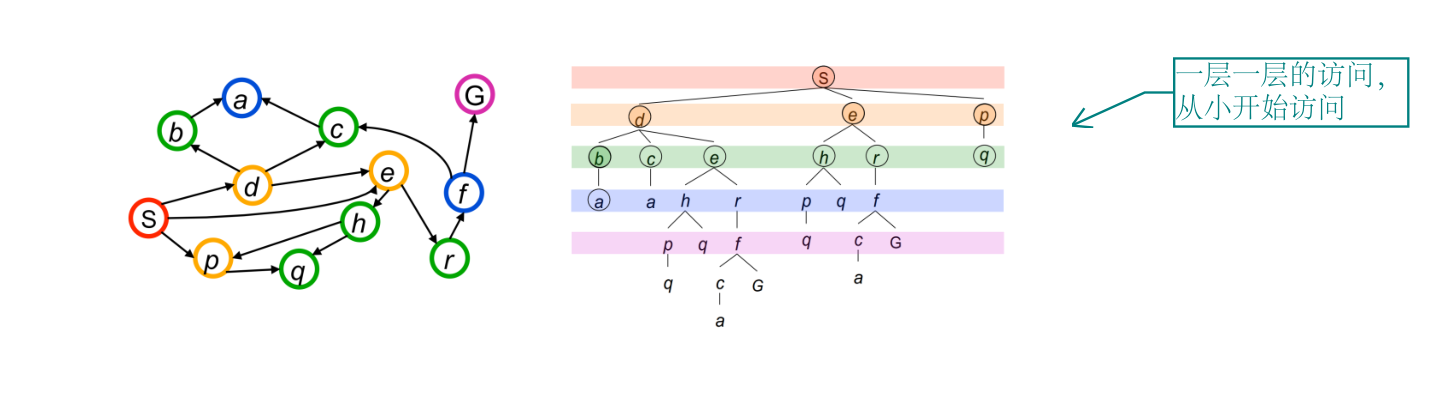 a
G
b
c
e
d
f
S
h
p
q
r
S
d e p
b c e h r q
a a h r p q f
p q f q c G
q c G a
a
一层一层的访问,
从小开始访问